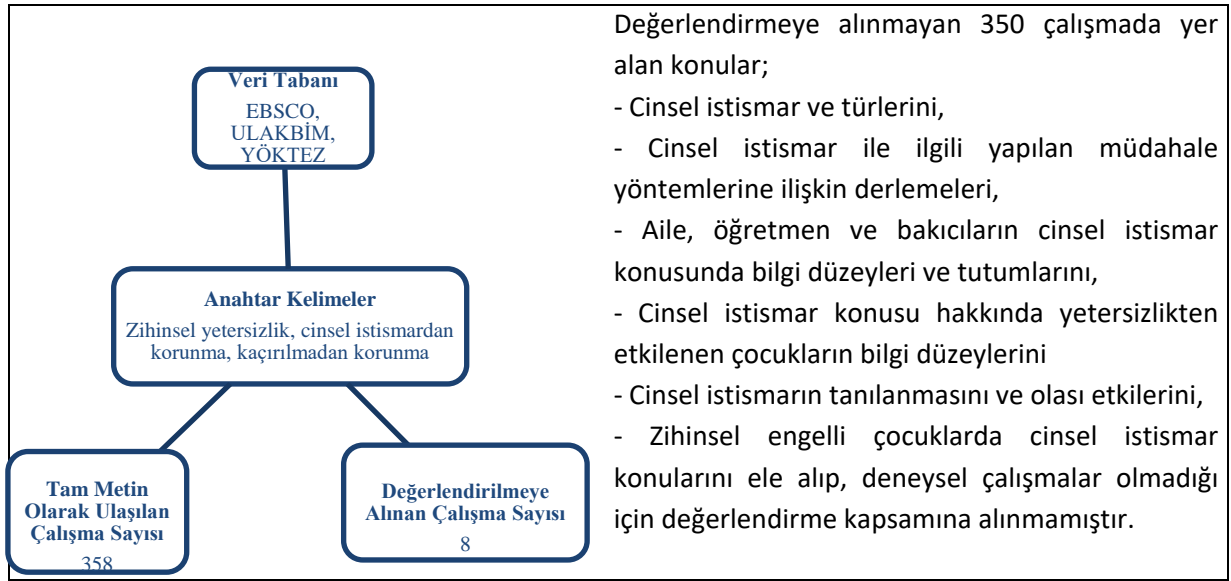 Veri Tabanı
EBSCO,
ULAKBİM,
YÖKTEZ
Anahtar Kelimeler
Zihinsel yetersizlik, cinsel istismardan
korunma, kaçırılmadan korunma
Tam Metin
Olarak Ulaşılan
Çalışma Sayısı
358
Değerlendirilmeye
Alınan Çalışma Sayısı
8
Değerlendirmeye alınmayan 350 çalışmada yer
alan konular;
- Cinsel istismar ve türlerini,
- Cinsel istismar ile ilgili yapılan müdahale
yöntemlerine ilişkin derlemeleri,
- Aile, öğretmen ve bakıcıların cinsel istismar
konusunda bilgi düzeyleri ve tutumlarını,
- Cinsel istismar konusu hakkında yetersizlikten
etkilenen çocukların bilgi düzeylerini
- Cinsel istismarın tanılanmasını ve olası etkilerini,
- Zihinsel engelli çocuklarda cinsel istismar
konularını ele alıp, deneysel çalışmalar olmadığı
için değerlendirme kapsamına alınmamıştır.